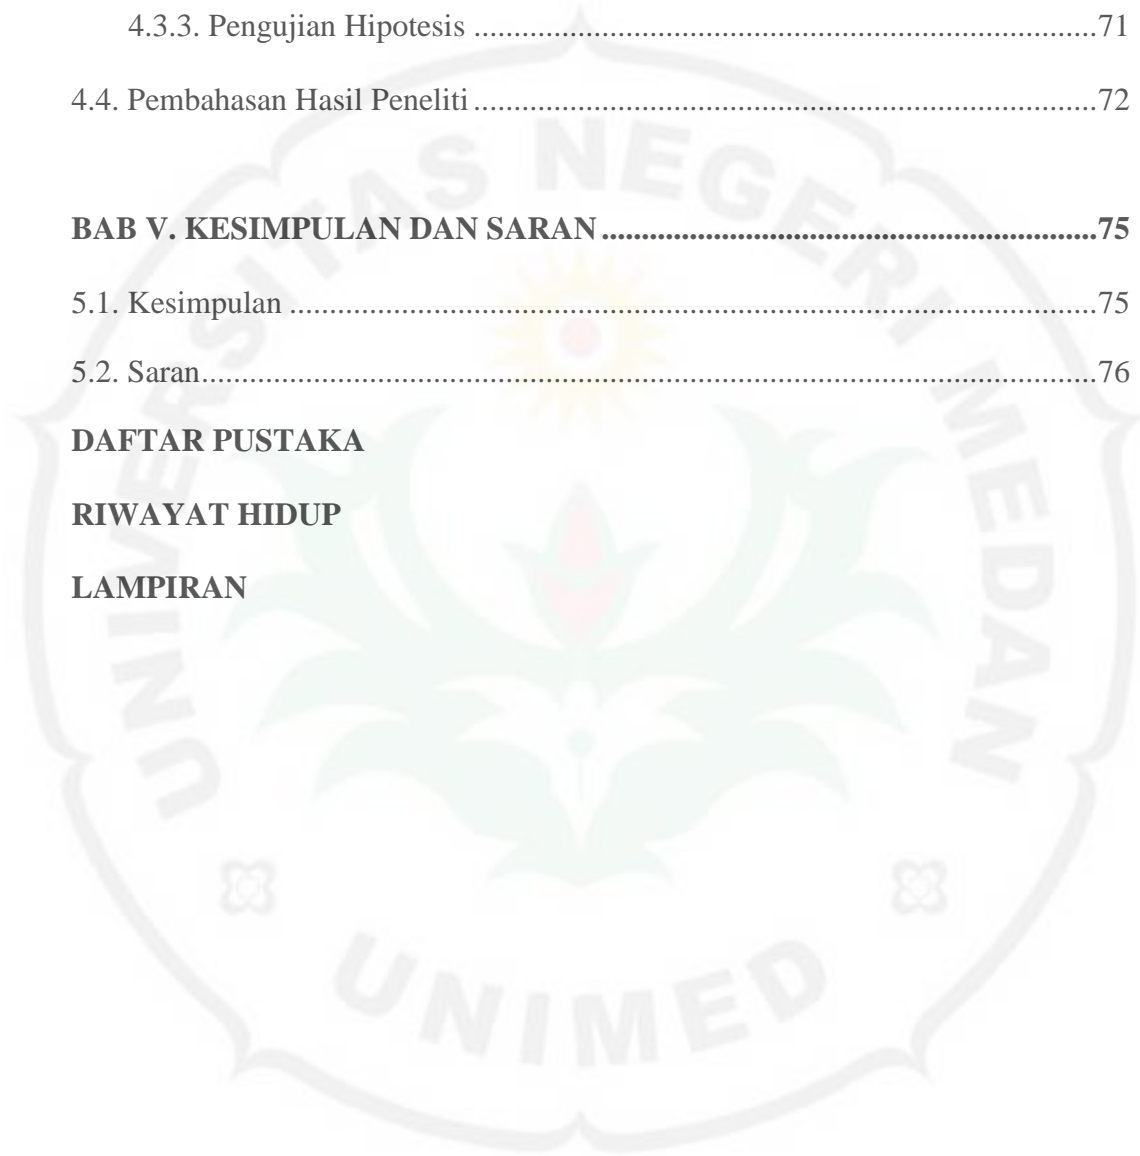 4.3.3. Pengujian Hipotesis ..............................................................................71
4.4. Pembahasan Hasil Peneliti ..............................................................................72
BAB V. KESIMPULAN DAN SARAN ..............................................................75
5.1. Kesimpulan .....................................................................................................75
5.2. Saran................................................................................................................76
DAFTAR PUSTAKA
RIWAYAT HIDUP
LAMPIRAN
UNIVERSITAS NEGERI MEDAN
UNIMED